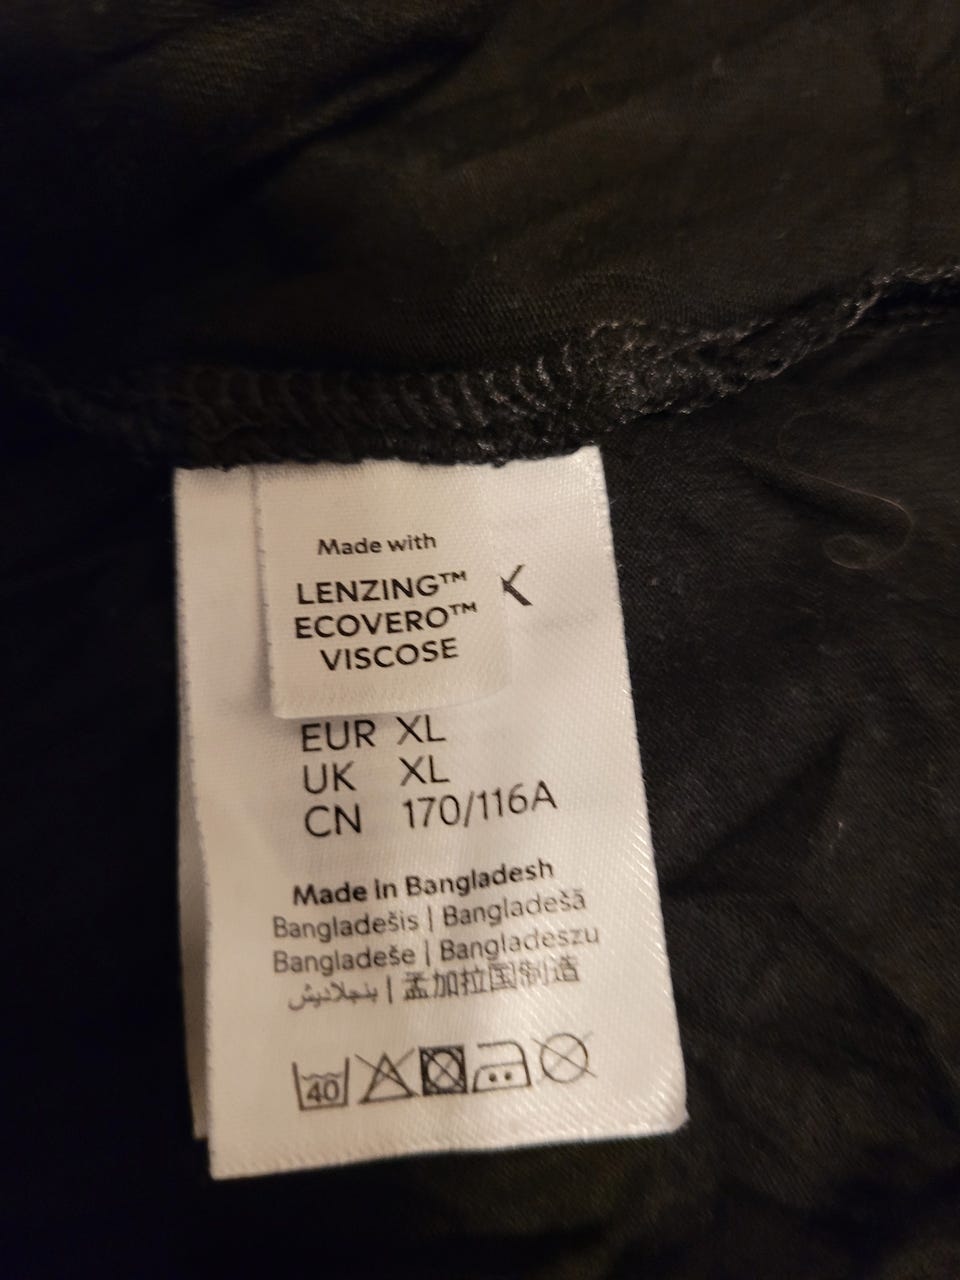 Made with
LENZING™
ECOVERO™
VISCOSE
K
EUR XL
UK XL
CN 170/116A
Made in Bangladesh
Bangladešis | Bangladešā
Bangladeše | Bangladeszu
بنجلاديش | 孟加拉国制造
40